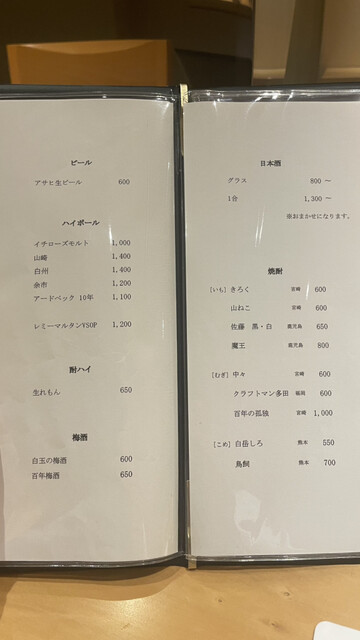 ビール
アサヒ生ビール 600
ハイボール
イチローズモルト 1,000
山崎 1,400
白州 1,400
余市 1,200
アードベック 10年 1,100
レミーマルタンVSOP 1,200
酎ハイ
生れもん 650
梅酒
白玉の梅酒 600
百年梅酒 650
日本酒
グラス 800 ～
1合 1,300 ～
※おまかせになります。
焼酎
[いも] きろく 宮崎 600
山ねこ 宮崎 600
佐藤 黒・白 鹿児島 650
魔王 鹿児島 800
[むぎ] 中々 宮崎 600
クラフトマン多田 福岡 600
百年の孤独 宮崎 1,000
[こめ] 白岳しろ 熊本 550
鳥飼 熊本 700